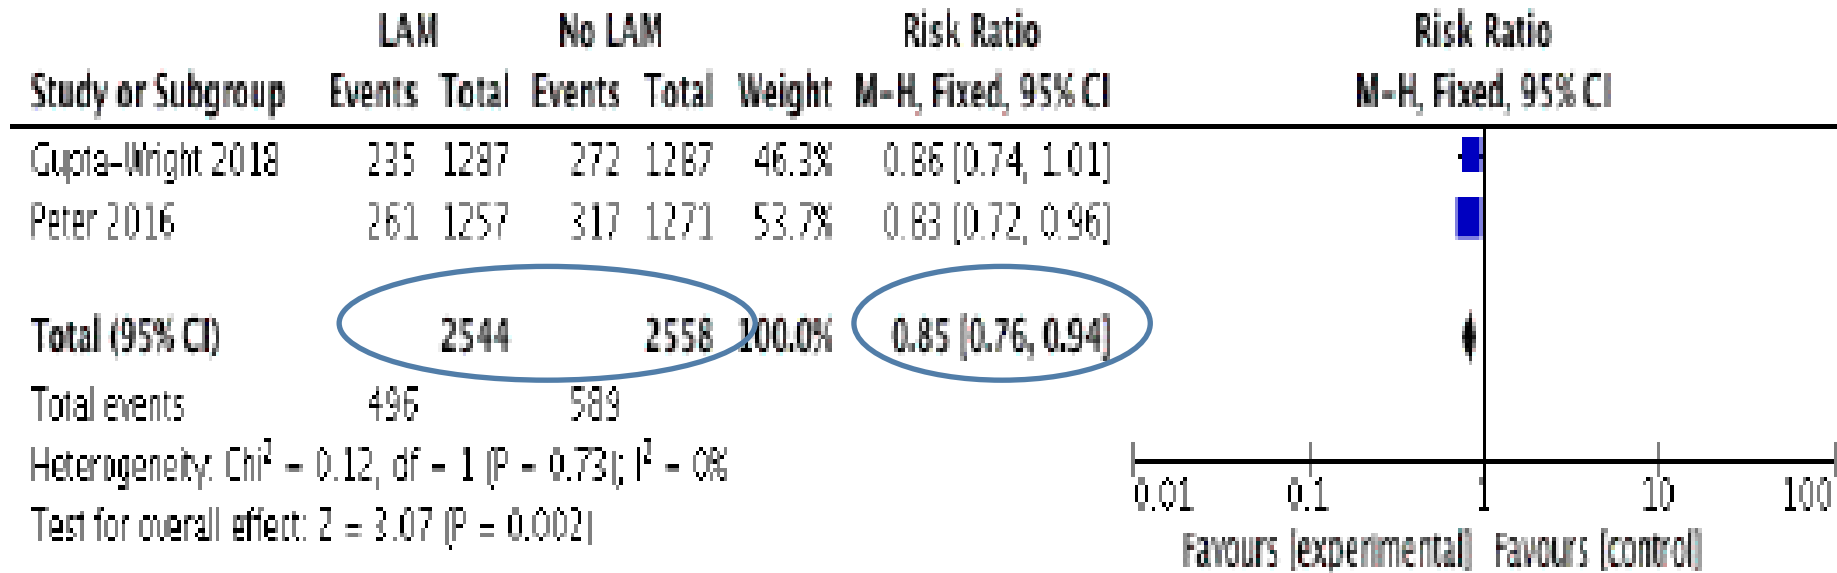 LAM No LAM Risk Ratio Risk Ratio
Study or Subgroup Events Total Events Total Weight M-H, Fixed, 95% CI M-H, Fixed, 95% CI
Gupta-Wright 2018 235 1287 272 1287 46.3% 0.86 [0.74, 1.01]
Peter 2016 261 1257 317 1271 53.7% 0.83 [0.72, 0.96]
Total (95% CI) 2544 2558 100.0% 0.85 [0.76, 0.94]
Total events 496 589
Heterogeneity: Chi² = 0.12, df = 1 (P = 0.73); I² = 0%
Test for overall effect: Z = 3.07 (P = 0.002)
0.01 0.1 1 10 100
Favours [experimental] Favours [control]